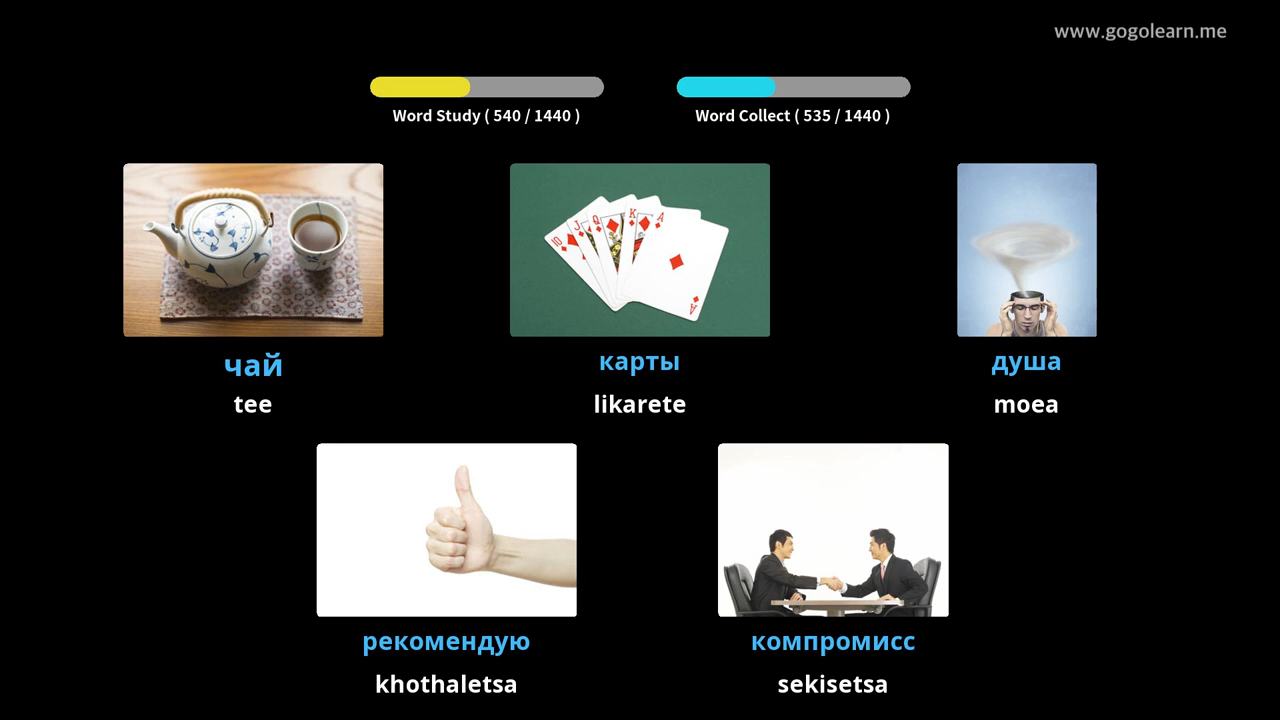 www.gogolearn.me
Word Study ( 540 / 1440 )
Word Collect ( 535 / 1440 )
10 J Q K A
A
чай
карты
душа
tee
likarete
moea
рекомендую
компромисс
khothaletsa
sekisetsa